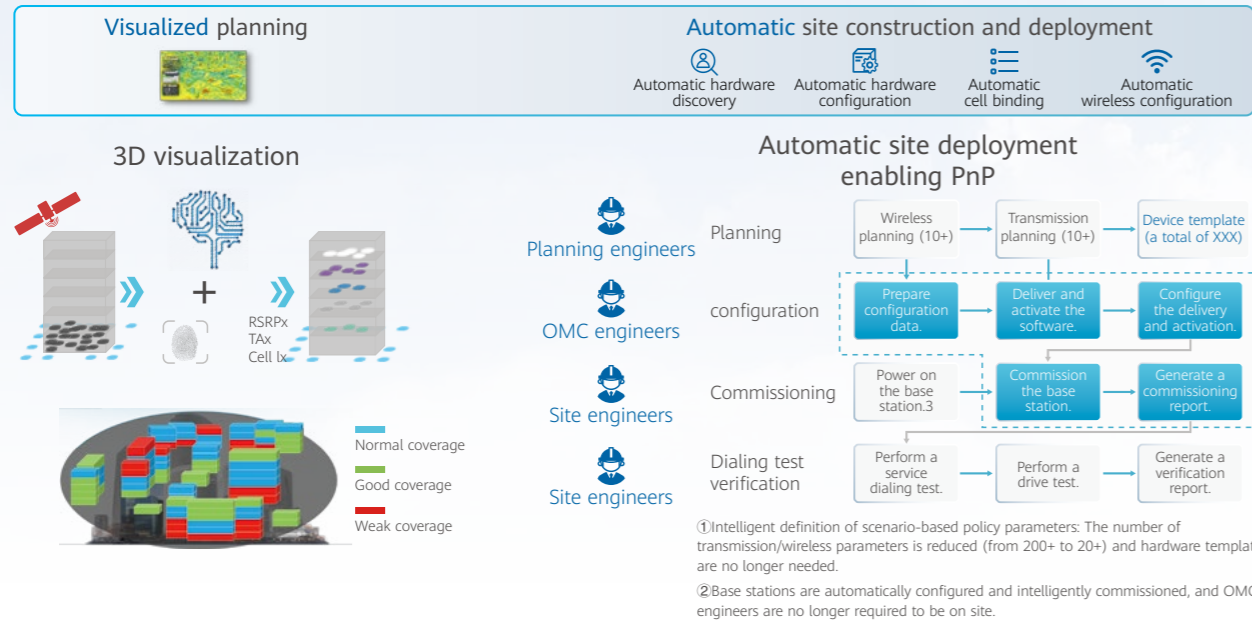 Visualized planning
Automatic site construction and deployment
Automatic hardware
discovery
Automatic hardware
configuration
Automatic
cell binding
Automatic
wireless configuration
3D visualization
RSRPx
TAx
Cell lx
Normal coverage
Good coverage
Weak coverage
Automatic site deployment
enabling PnP
Planning engineers
Planning
Wireless
planning (10+)
Transmission
planning (10+)
Device template
(a total of XXX)
OMC engineers
configuration
Prepare
configuration
data.
Deliver and
activate the
software.
Configure
the delivery
and activation.
Site engineers
Commissioning
Power on
the base
station.3
Commission
the base
station.
Generate a
commissioning
report.
Site engineers
Dialing test
verification
Perform a
service
dialing test.
Perform a
drive test.
Generate a
verification
report.
①Intelligent definition of scenario-based policy parameters: The number of
transmission/wireless parameters is reduced (from 200+ to 20+) and hardware templat
are no longer needed.
②Base stations are automatically configured and intelligently commissioned, and OMC
engineers are no longer required to be on site.